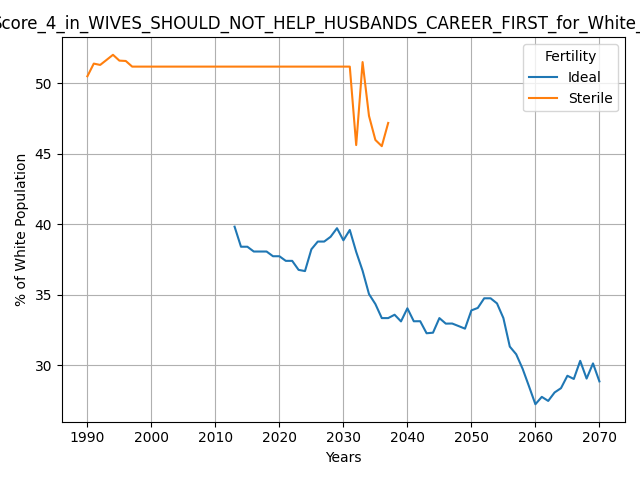 Score_4_in_WIVES_SHOULD_NOT_HELP_HUSBANDS_CAREER_FIRST_for_White_
Fertility
Ideal
Sterile
% of White Population
50
45
40
35
30
1990 2000 2010 2020 2030 2040 2050 2060 2070
Years